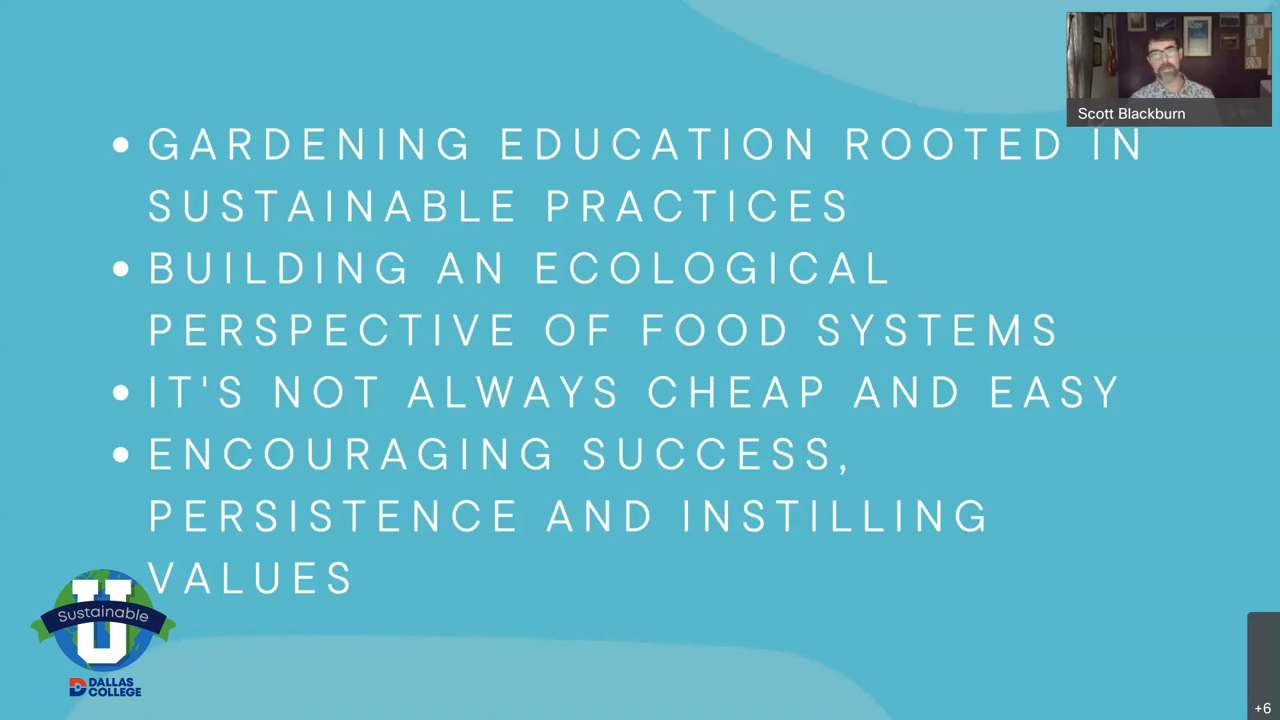 Scott Blackburn
• GARDENING EDUCATION ROOTED IN
SUSTAINABLE PRACTICES
• BUILDING AN ECOLOGICAL
PERSPECTIVE OF FOOD SYSTEMS
• IT'S NOT ALWAYS CHEAP AND EASY
• ENCOURAGING SUCCESS,
PERSISTENCE AND INSTILLING
VALUES
U
Sustainable
D DALLAS
COLLEGE
+6